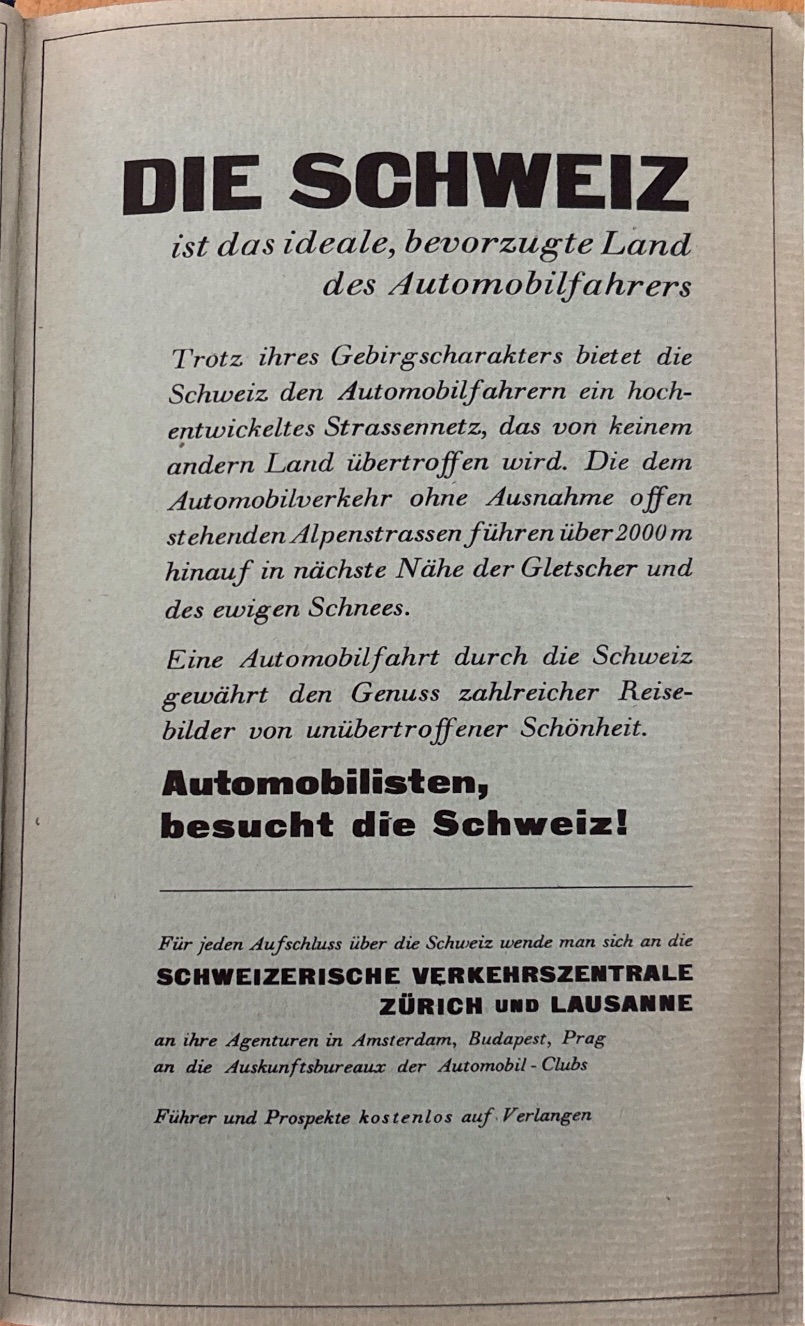 DIE SCHWEIZ
ist das ideale, bevorzugte Land
des Automobilfahrers
Trotz ihres Gebirgscharakters bietet die
Schweiz den Automobilfahrern ein hoch-
entwickeltes Strassennetz, das von keinem
andern Land übertroffen wird. Die dem
Automobilverkehr ohne Ausnahme offen
stehenden Alpenstrassen führen über 2000 m
hinauf in nächste Nähe der Gletscher und
des ewigen Schnees.
Eine Automobilfahrt durch die Schweiz
gewährt den Genuss zahlreicher Reise-
bilder von unübertroffener Schönheit.
Automobilisten,
besucht die Schweiz!
Für jeden Aufschluss über die Schweiz wende man sich an die
SCHWEIZERISCHE VERKEHRSZENTRALE
ZÜRICH UND LAUSANNE
an ihre Agenturen in Amsterdam, Budapest, Prag
an die Auskunftsbureaux der Automobil-Clubs
Führer und Prospekte kostenlos auf Verlangen